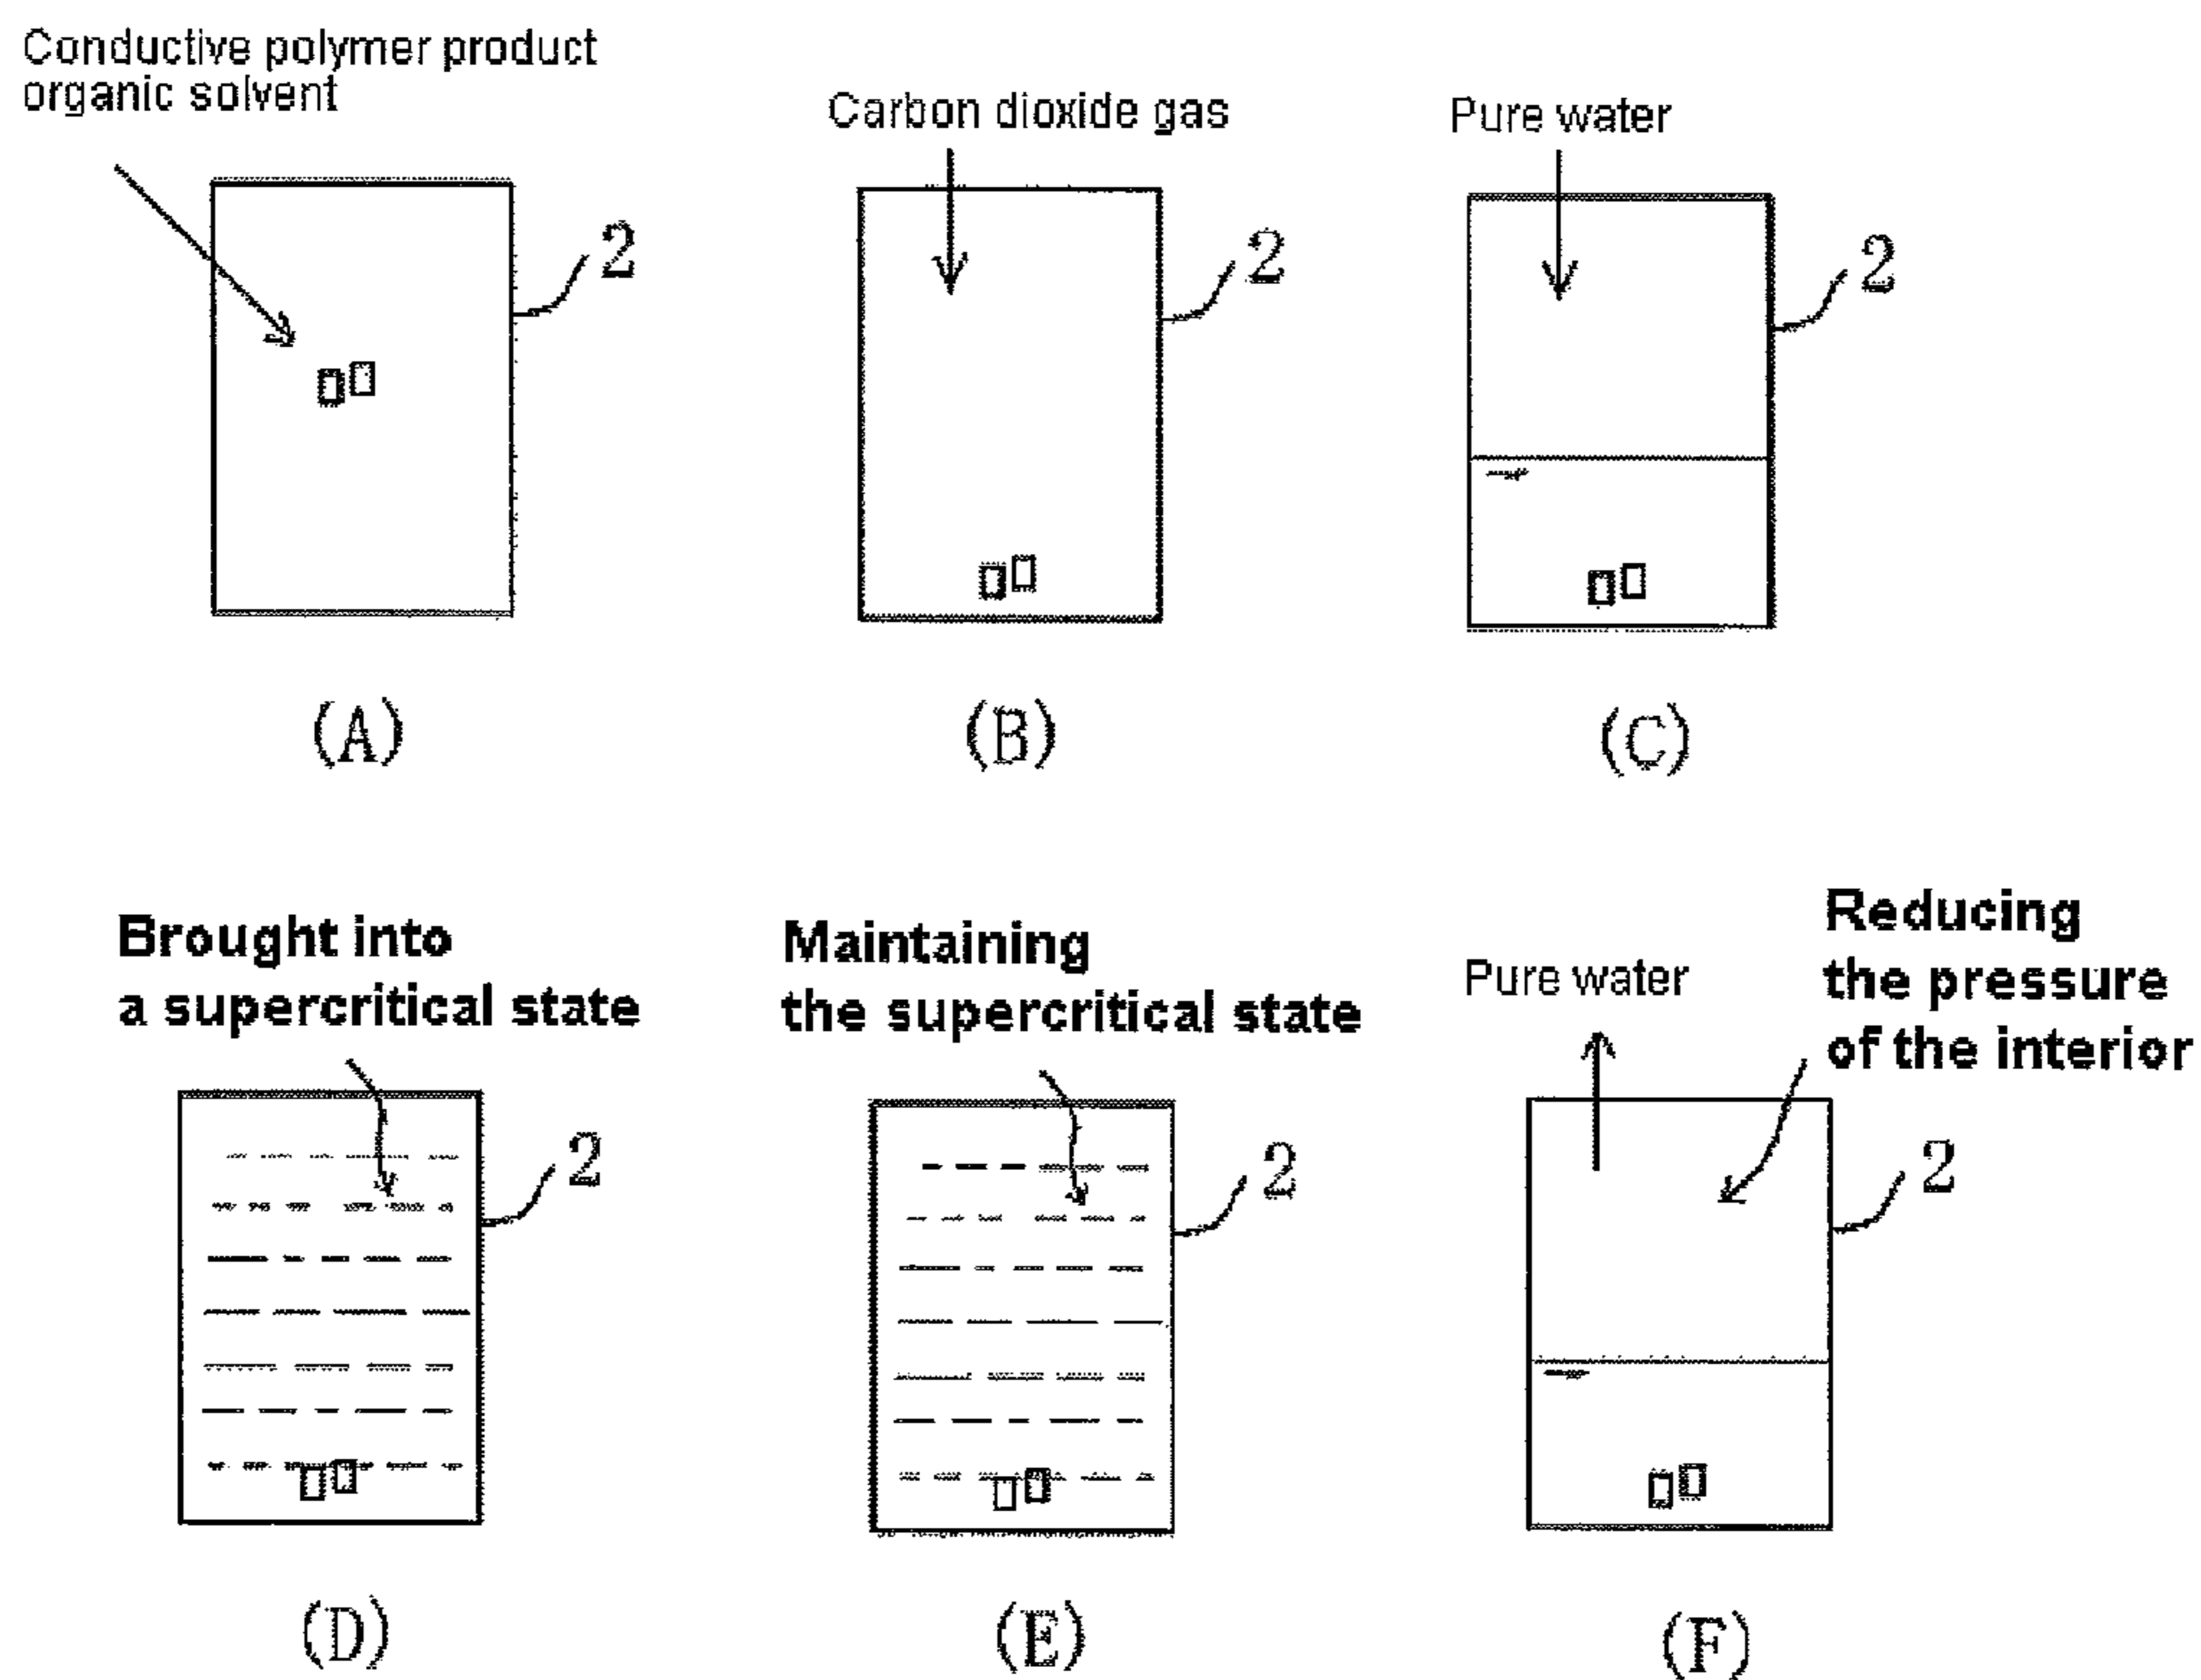 Conductive polymer product
organic solvent
Carbon dioxide gas
Pure water
2
2
2
(A)
(B)
(C)
Brought into
a supercritical state
Maintaining
the supercritical state
Pure water
Reducing
the pressure
of the interior
2
2
2
(D)
(E)
(F)